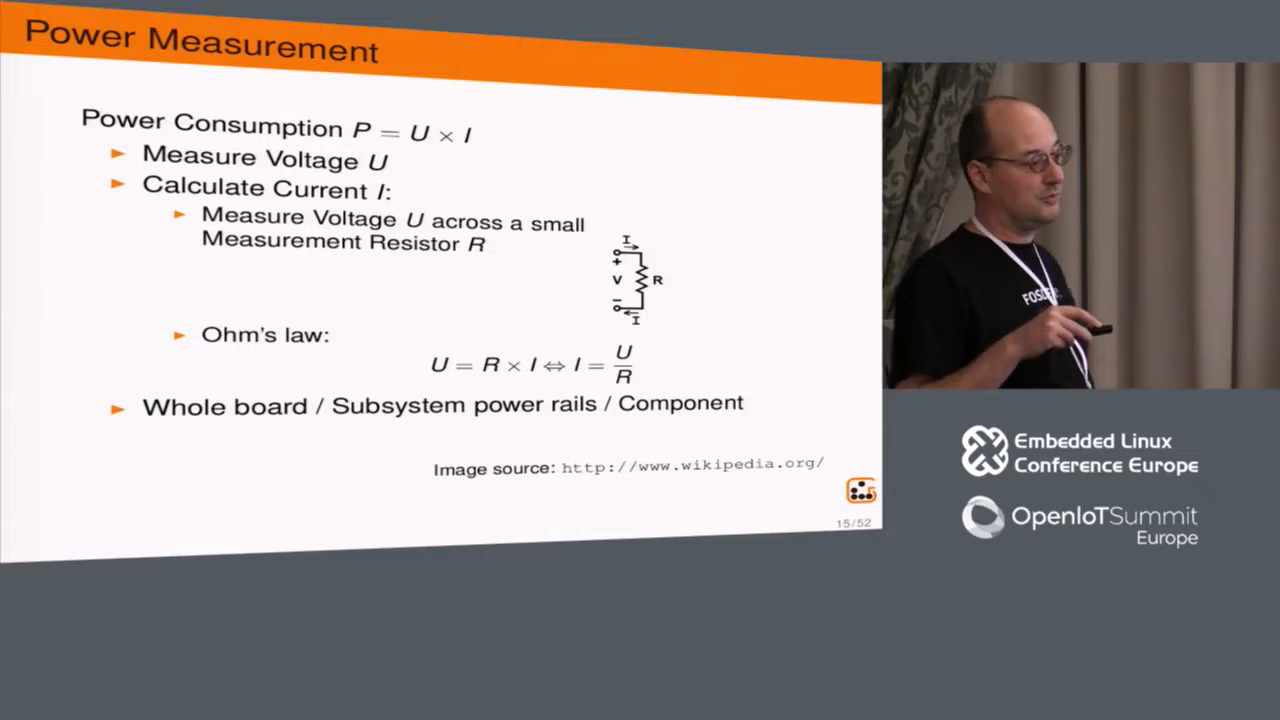 Power Measurement
Power Consumption P = U × I
► Measure Voltage U
► Calculate Current I:
► Measure Voltage U across a small
Measurement Resistor R
I
+
V R
−
I
► Ohm's law:
U = R × I ⇔ I = U/R
► Whole board / Subsystem power rails / Component
Image source: http://www.wikipedia.org/
15/52
Embedded Linux
Conference Europe
OpenIoTSummit
Europe